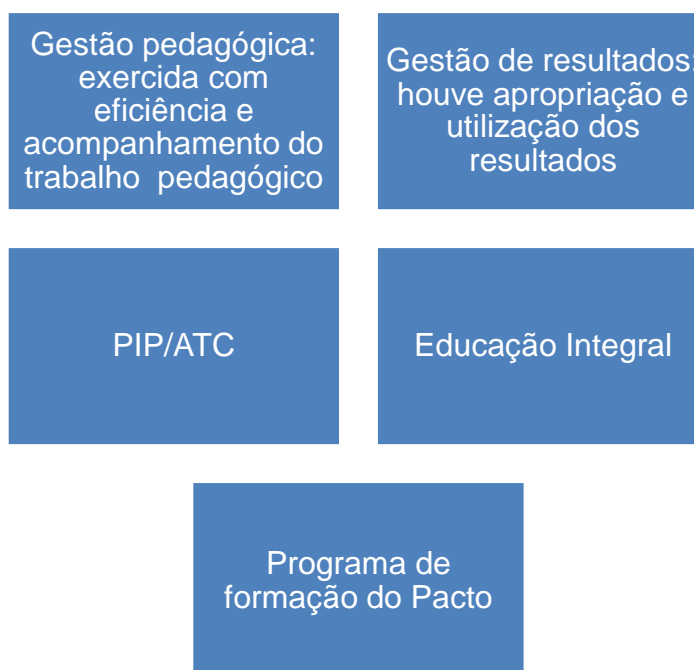 Gestão pedagógica:
exercida com
eficiência e
acompanhamento do
trabalho pedagógico
Gestão de resultados:
houve apropriação e
utilização dos
resultados
PIP/ATC
Educação Integral
Programa de
formação do Pacto